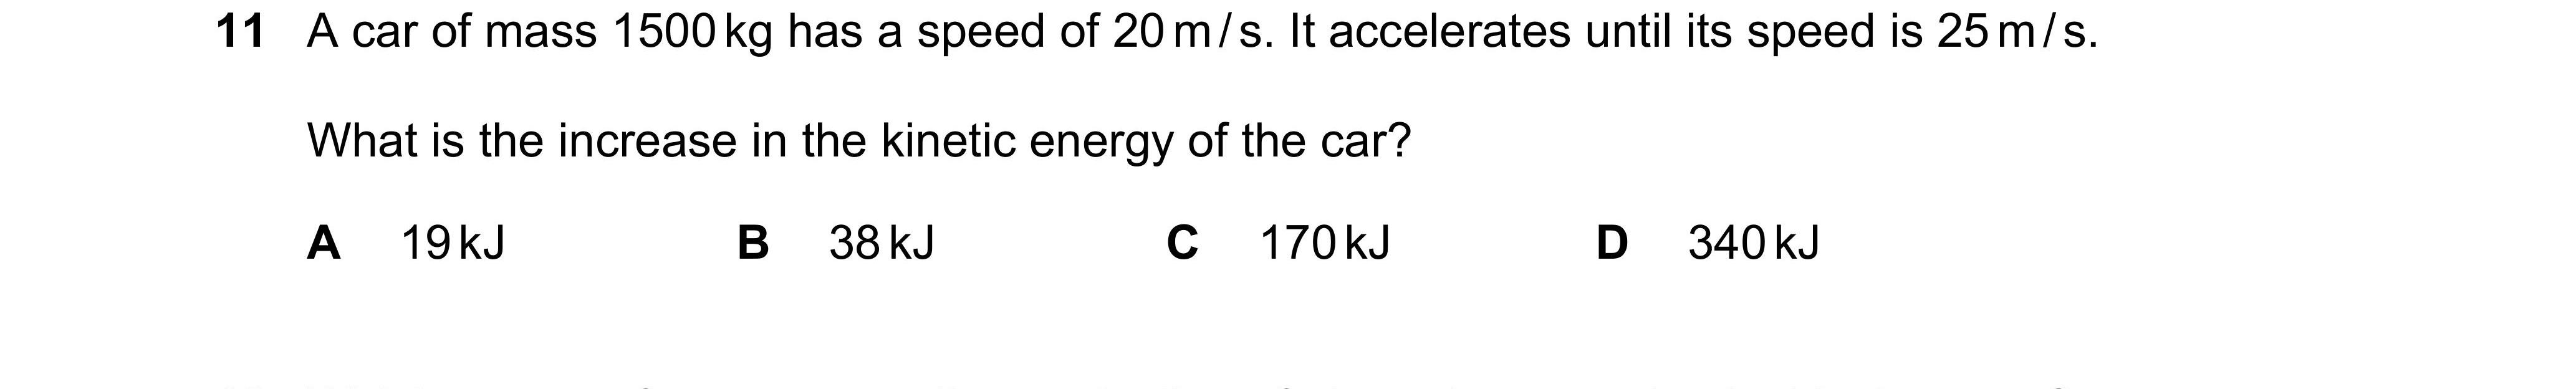 11 A car of mass 1500 kg has a speed of 20 m / s. It accelerates until its speed is 25 m / s.
What is the increase in the kinetic energy of the car?
A 19 kJ B 38 kJ C 170 kJ D 340 kJ